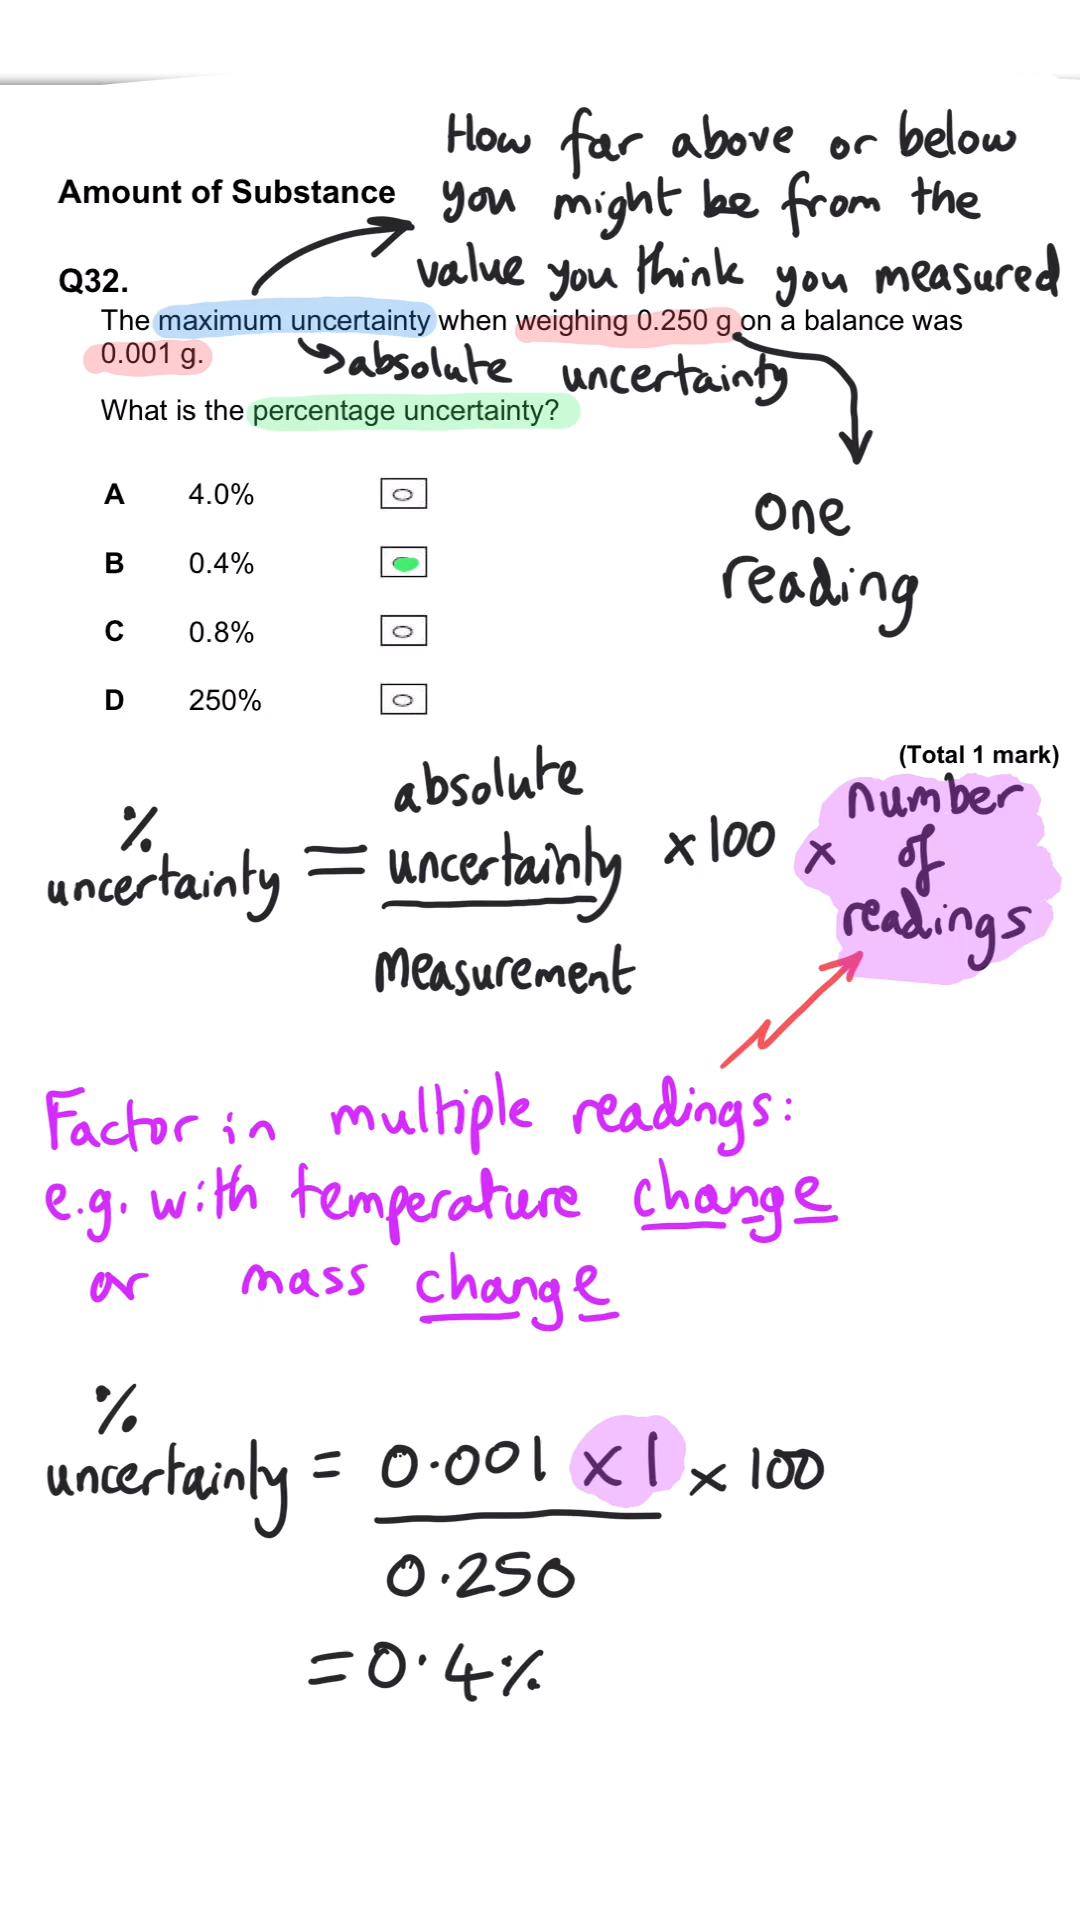 How far above or below
Amount of Substance
you might be from the
value you think you measured
Q32.
The maximum uncertainty when weighing 0.250 g on a balance was
0.001 g.
absolute uncertainty
What is the percentage uncertainty?
A 4.0%
one
B 0.4%
reading
C 0.8%
D 250%
(Total 1 mark)
% uncertainty = absolute uncertainty / measurement × 100 × number of readings
Factor in multiple readings:
e.g. with temperature change
or mass change
% uncertainty = 0.001 × 1 / 0.250 × 100
= 0.4%